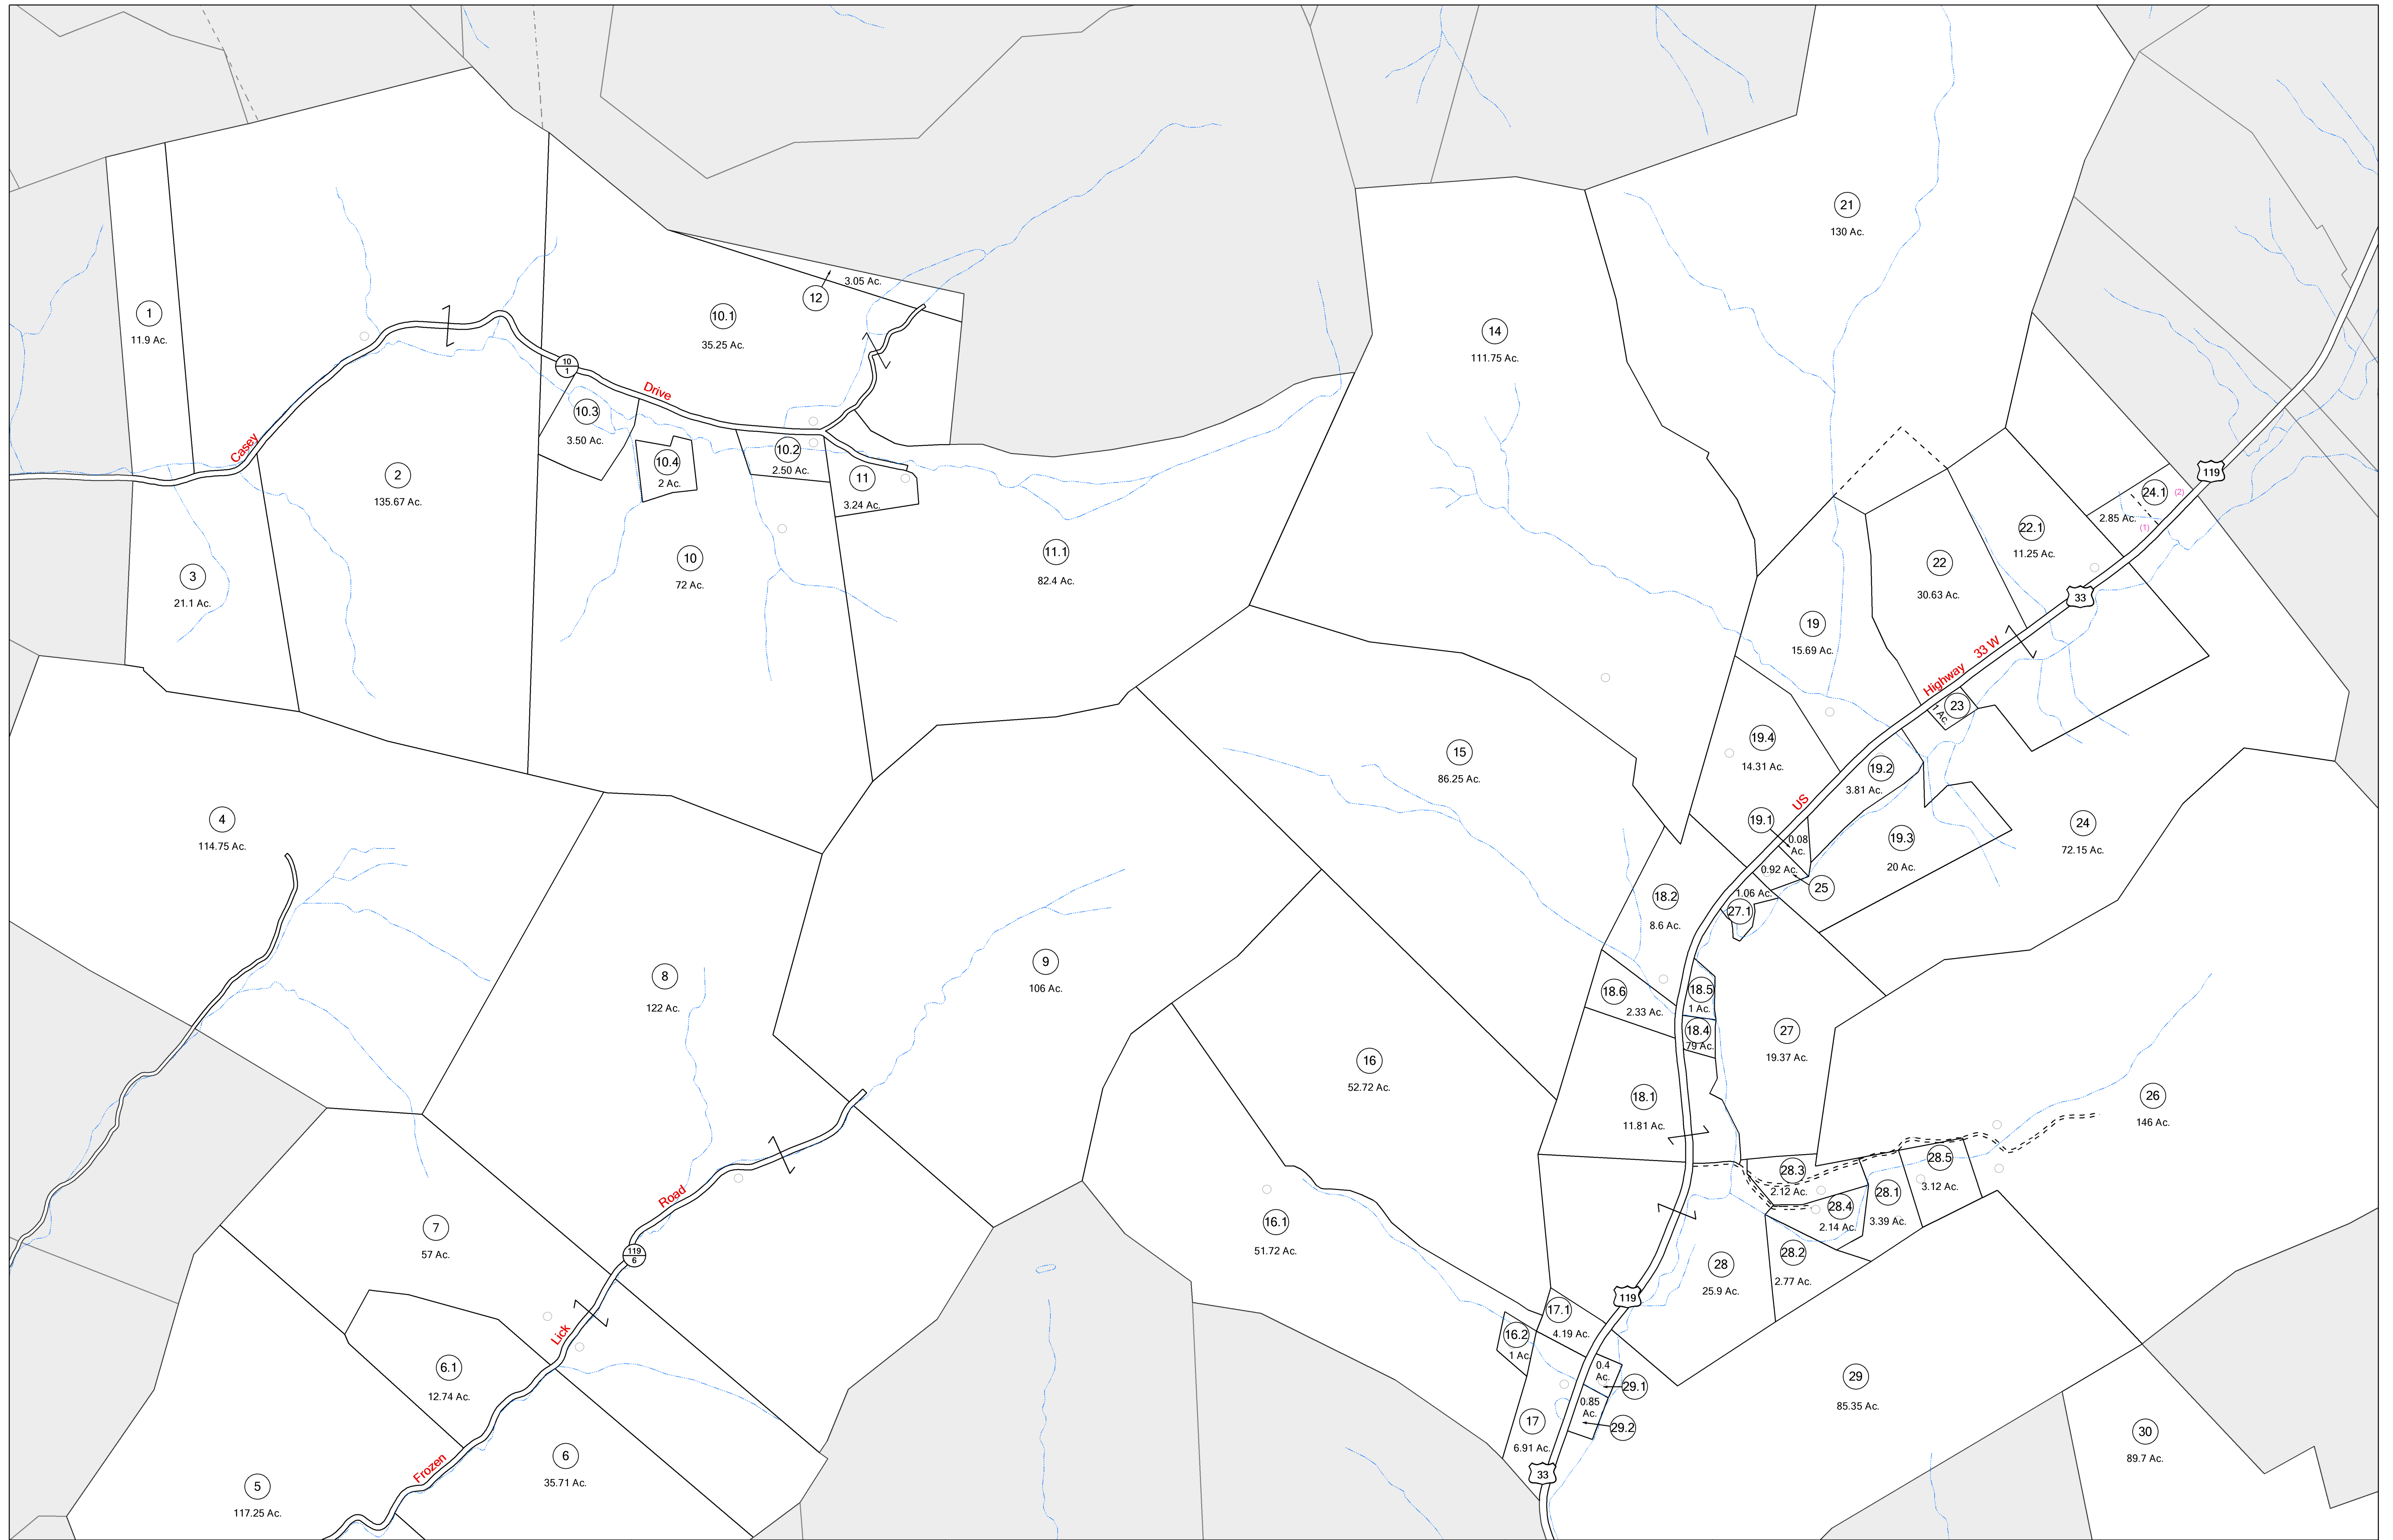 21
130 Ac.
3.05 Ac.
12
1
11.9 Ac.
10.1
35.25 Ac.
14
111.75 Ac.
10
1
Drive
10.3
3.50 Ac.
Casey
10.2
2.50 Ac.
10.4
2 Ac.
11
3.24 Ac.
2
135.67 Ac.
119
24.1
(2)
2.85 Ac.
(1)
22.1
11.25 Ac.
10
72 Ac.
11.1
82.4 Ac.
22
30.63 Ac.
3
21.1 Ac.
33
19
15.69 Ac.
Highway 33 W
23
1 Ac.
15
86.25 Ac.
19.4
14.31 Ac.
19.2
3.81 Ac.
US
4
114.75 Ac.
19.1
0.08
Ac.
19.3
20 Ac.
24
72.15 Ac.
0.92 Ac.
25
18.2
8.6 Ac.
1.06 Ac.
27.1
8
122 Ac.
9
106 Ac.
18.6
2.33 Ac.
18.5
1 Ac.
18.4
79 Ac.
27
19.37 Ac.
16
52.72 Ac.
18.1
11.81 Ac.
26
146 Ac.
28.3
2.12 Ac.
28.5
3.12 Ac.
28.1
3.39 Ac.
28.4
2.14 Ac.
Road
7
57 Ac.
119
6
16.1
51.72 Ac.
28
25.9 Ac.
28.2
2.77 Ac.
119
17.1
4.19 Ac.
16.2
1 Ac.
Lick
6.1
12.74 Ac.
0.4
Ac.
29.1
0.85
Ac.
29.2
29
85.35 Ac.
17
6.91 Ac.
30
89.7 Ac.
Frozen
6
35.71 Ac.
33
5
117.25 Ac.